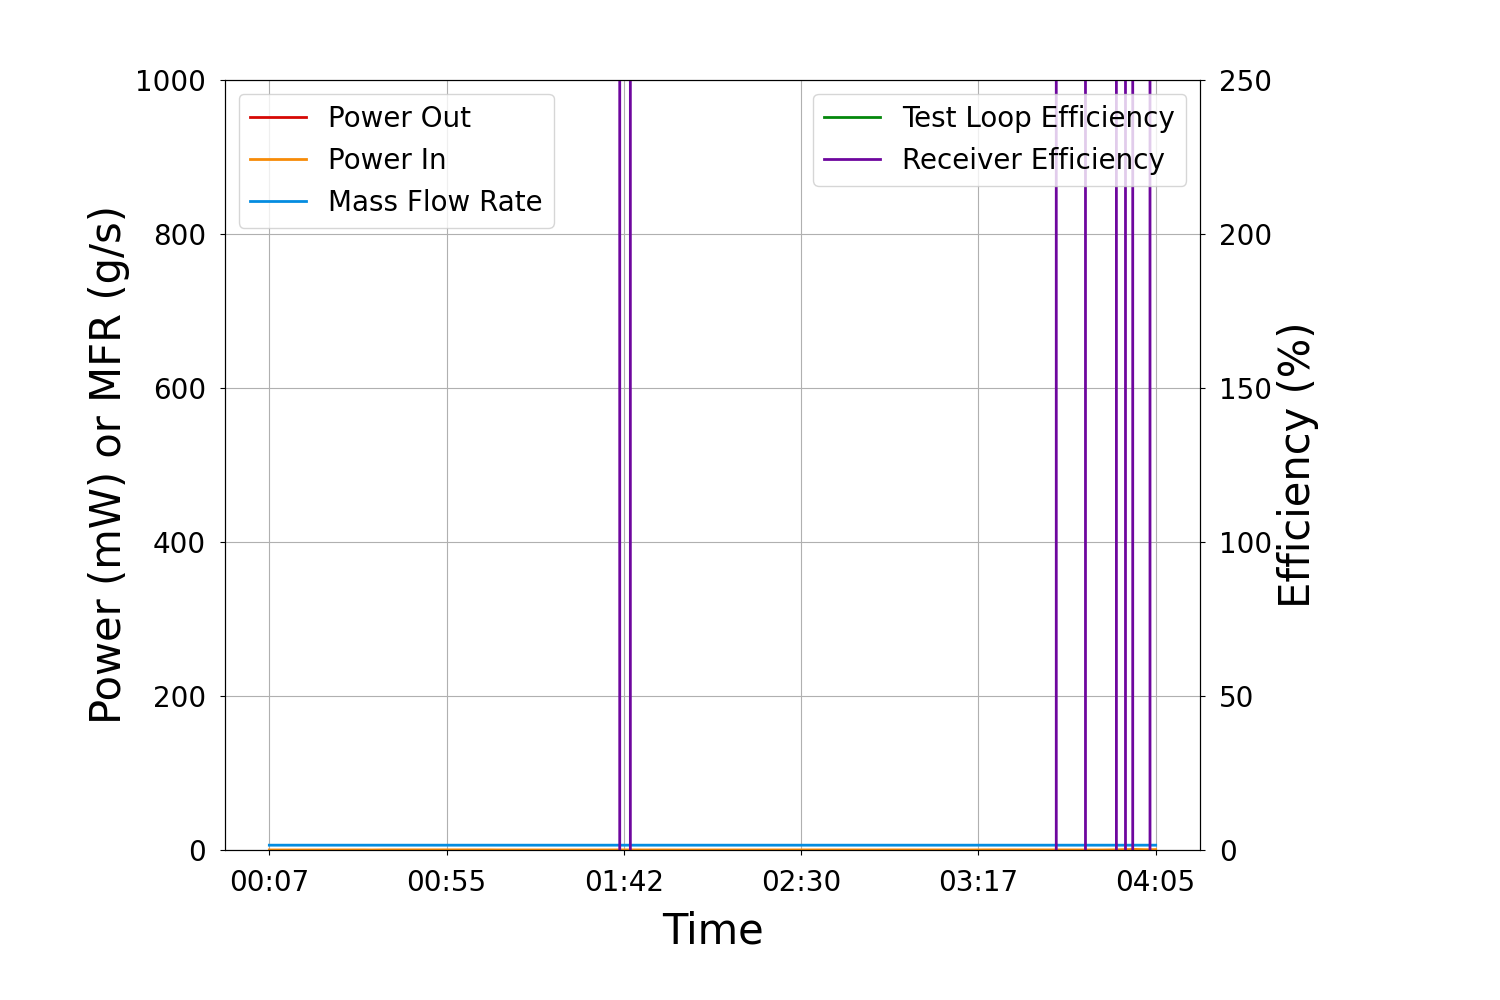 Power (mW) or MFR (g/s)
1000
800
600
400
200
0
Power Out
Power In
Mass Flow Rate
Test Loop Efficiency
Receiver Efficiency
250
200
150
100
50
0
Efficiency (%)
00:07 00:55 01:42 02:30 03:17 04:05
Time